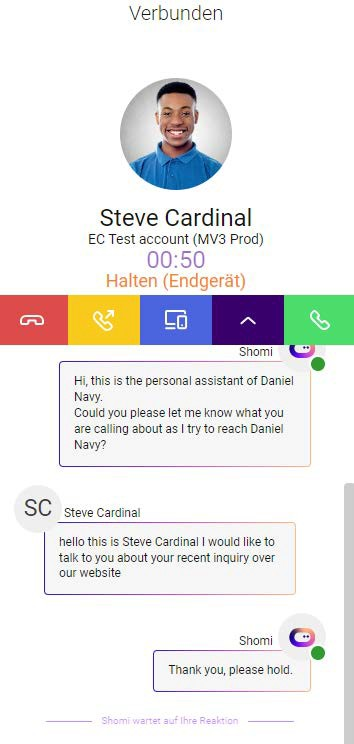 Verbunden
Steve Cardinal
EC Test account (MV3 Prod)
00:50
Halten (Endgerät)
Shomi
Hi, this is the personal assistant of Daniel
Navy.
Could you please let me know what you
are calling about as I try to reach Daniel
Navy?
SC
Steve Cardinal
hello this is Steve Cardinal I would like to
talk to you about your recent inquiry over
our website
Shomi
Thank you, please hold.
Shomi wartet auf Ihre Reaktion